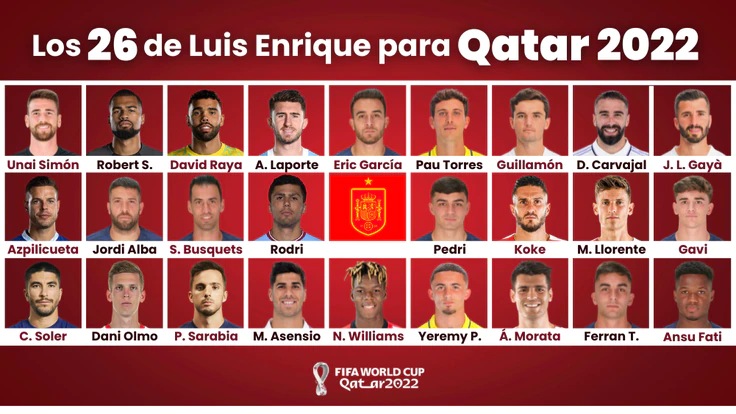 Los 26 de Luis Enrique para Qatar 2022
Unai Simón
Robert S.
David Raya
A. Laporte
Eric García
Pau Torres
Guillamón
D. Carvajal
J. L. Gayà
Azpilicueta
Jordi Alba
S. Busquets
Rodri
Pedri
Koke
M. Llorente
Gavi
C. Soler
Dani Olmo
P. Sarabia
M. Asensio
N. Williams
Yeremy P.
Á. Morata
Ferran T.
Ansu Fati
FIFA WORLD CUP
Qatar2022